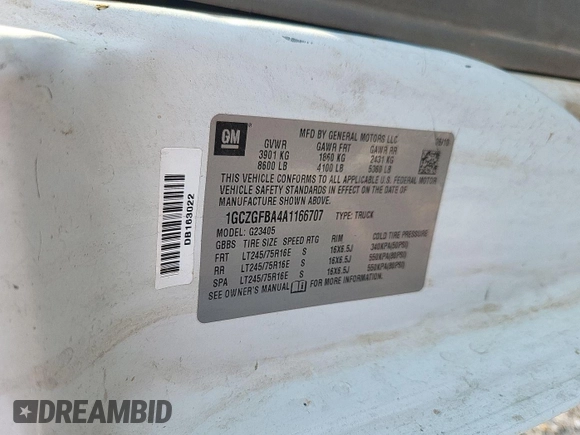 GM
MFD BY GENERAL MOTORS LLC
GVWR GAWR FRT GAWR RR
3901 KG 1860 KG 2431 KG
8600 LB 4100 LB 5360 LB
THIS VEHICLE CONFORMS TO ALL APPLICABLE U.S. FEDERAL MOTOR
VEHICLE SAFETY STANDARDS IN EFFECT ON THE DATE OF
MANUFACTURE SHOWN ABOVE.
1GCZGFBA4A1166707 TYPE: TRUCK
MODEL: G23405
GBBS TIRE SIZE SPEED RTG RIM COLD TIRE PRESSURE
FRT LT245/75R16E S 16X6.5J 340KPA(50PSI)
RR LT245/75R16E S 16X6.5J 550KPA(80PSI)
SPA LT245/75R16E S 16X6.5J 550KPA(80PSI)
SEE OWNER'S MANUAL FOR MORE INFORMATION.
DB163022
DREAMBID